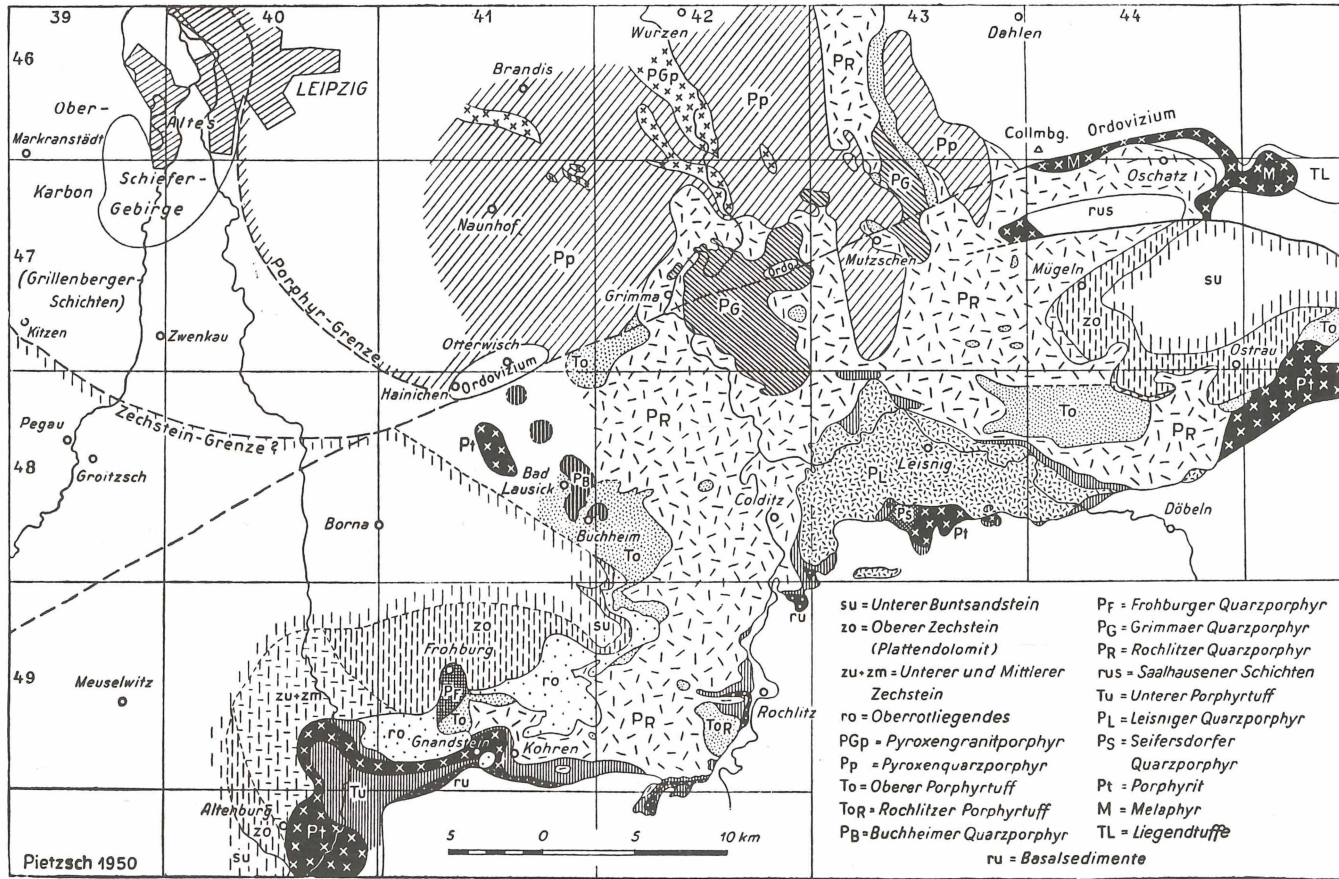 39
40
41
42
43
44
46
47
48
49
LEIPZIG
Ober-
Markranstädt
Karbon
Altes
Schiefer-
Gebirge
(Grillenberger-
Schichten)
Kitzen
Zwenkau
Porphyr-Grenze
Zechstein-Grenze?
Pegau
Groitzsch
Borna
Meuselwitz
Brandis
Wurzen
PGp
Pp
PR
Pp
Dahlen
Collmbg.
Ordovizium
M
Oschatz
M
TL
rus
PG
Naunhof
Pp
Mutzschen
Ordov.
Grimma
PG
PR
Mügeln
su
zo
To
Ostrau
Pt
Otterwisch
Ordovizium
Hainichen
To
Pt
Bad
Lausick
PB
Buchheim
To
PR
Colditz
To
PR
Leisnig
PL
PS
Pt
Döbeln
ru
zo
su
Frohburg
PF
To
ro
zu+zm
ro
Gnandstein
Kohren
ru
PR
ToR
Rochlitz
Tu
Altenburg
zo
Pt
su
5 0 5 10 km
Pietzsch 1950
su = Unterer Buntsandstein
zo = Oberer Zechstein
(Plattendolomit)
zu+zm = Unterer und Mittlerer
Zechstein
ro = Oberrotliegendes
PGp = Pyroxengranitporphyr
Pp = Pyroxenquarzporphyr
To = Oberer Porphyrtuff
ToR = Rochlitzer Porphyrtuff
PB = Buchheimer Quarzporphyr
PF = Frohburger Quarzporphyr
PG = Grimmaer Quarzporphyr
PR = Rochlitzer Quarzporphyr
rus = Saalhausener Schichten
Tu = Unterer Porphyrtuff
PL = Leisniger Quarzporphyr
PS = Seifersdorfer
Quarzporphyr
Pt = Porphyrit
M = Melaphyr
TL = Liegendtuffe
ru = Basalsedimente